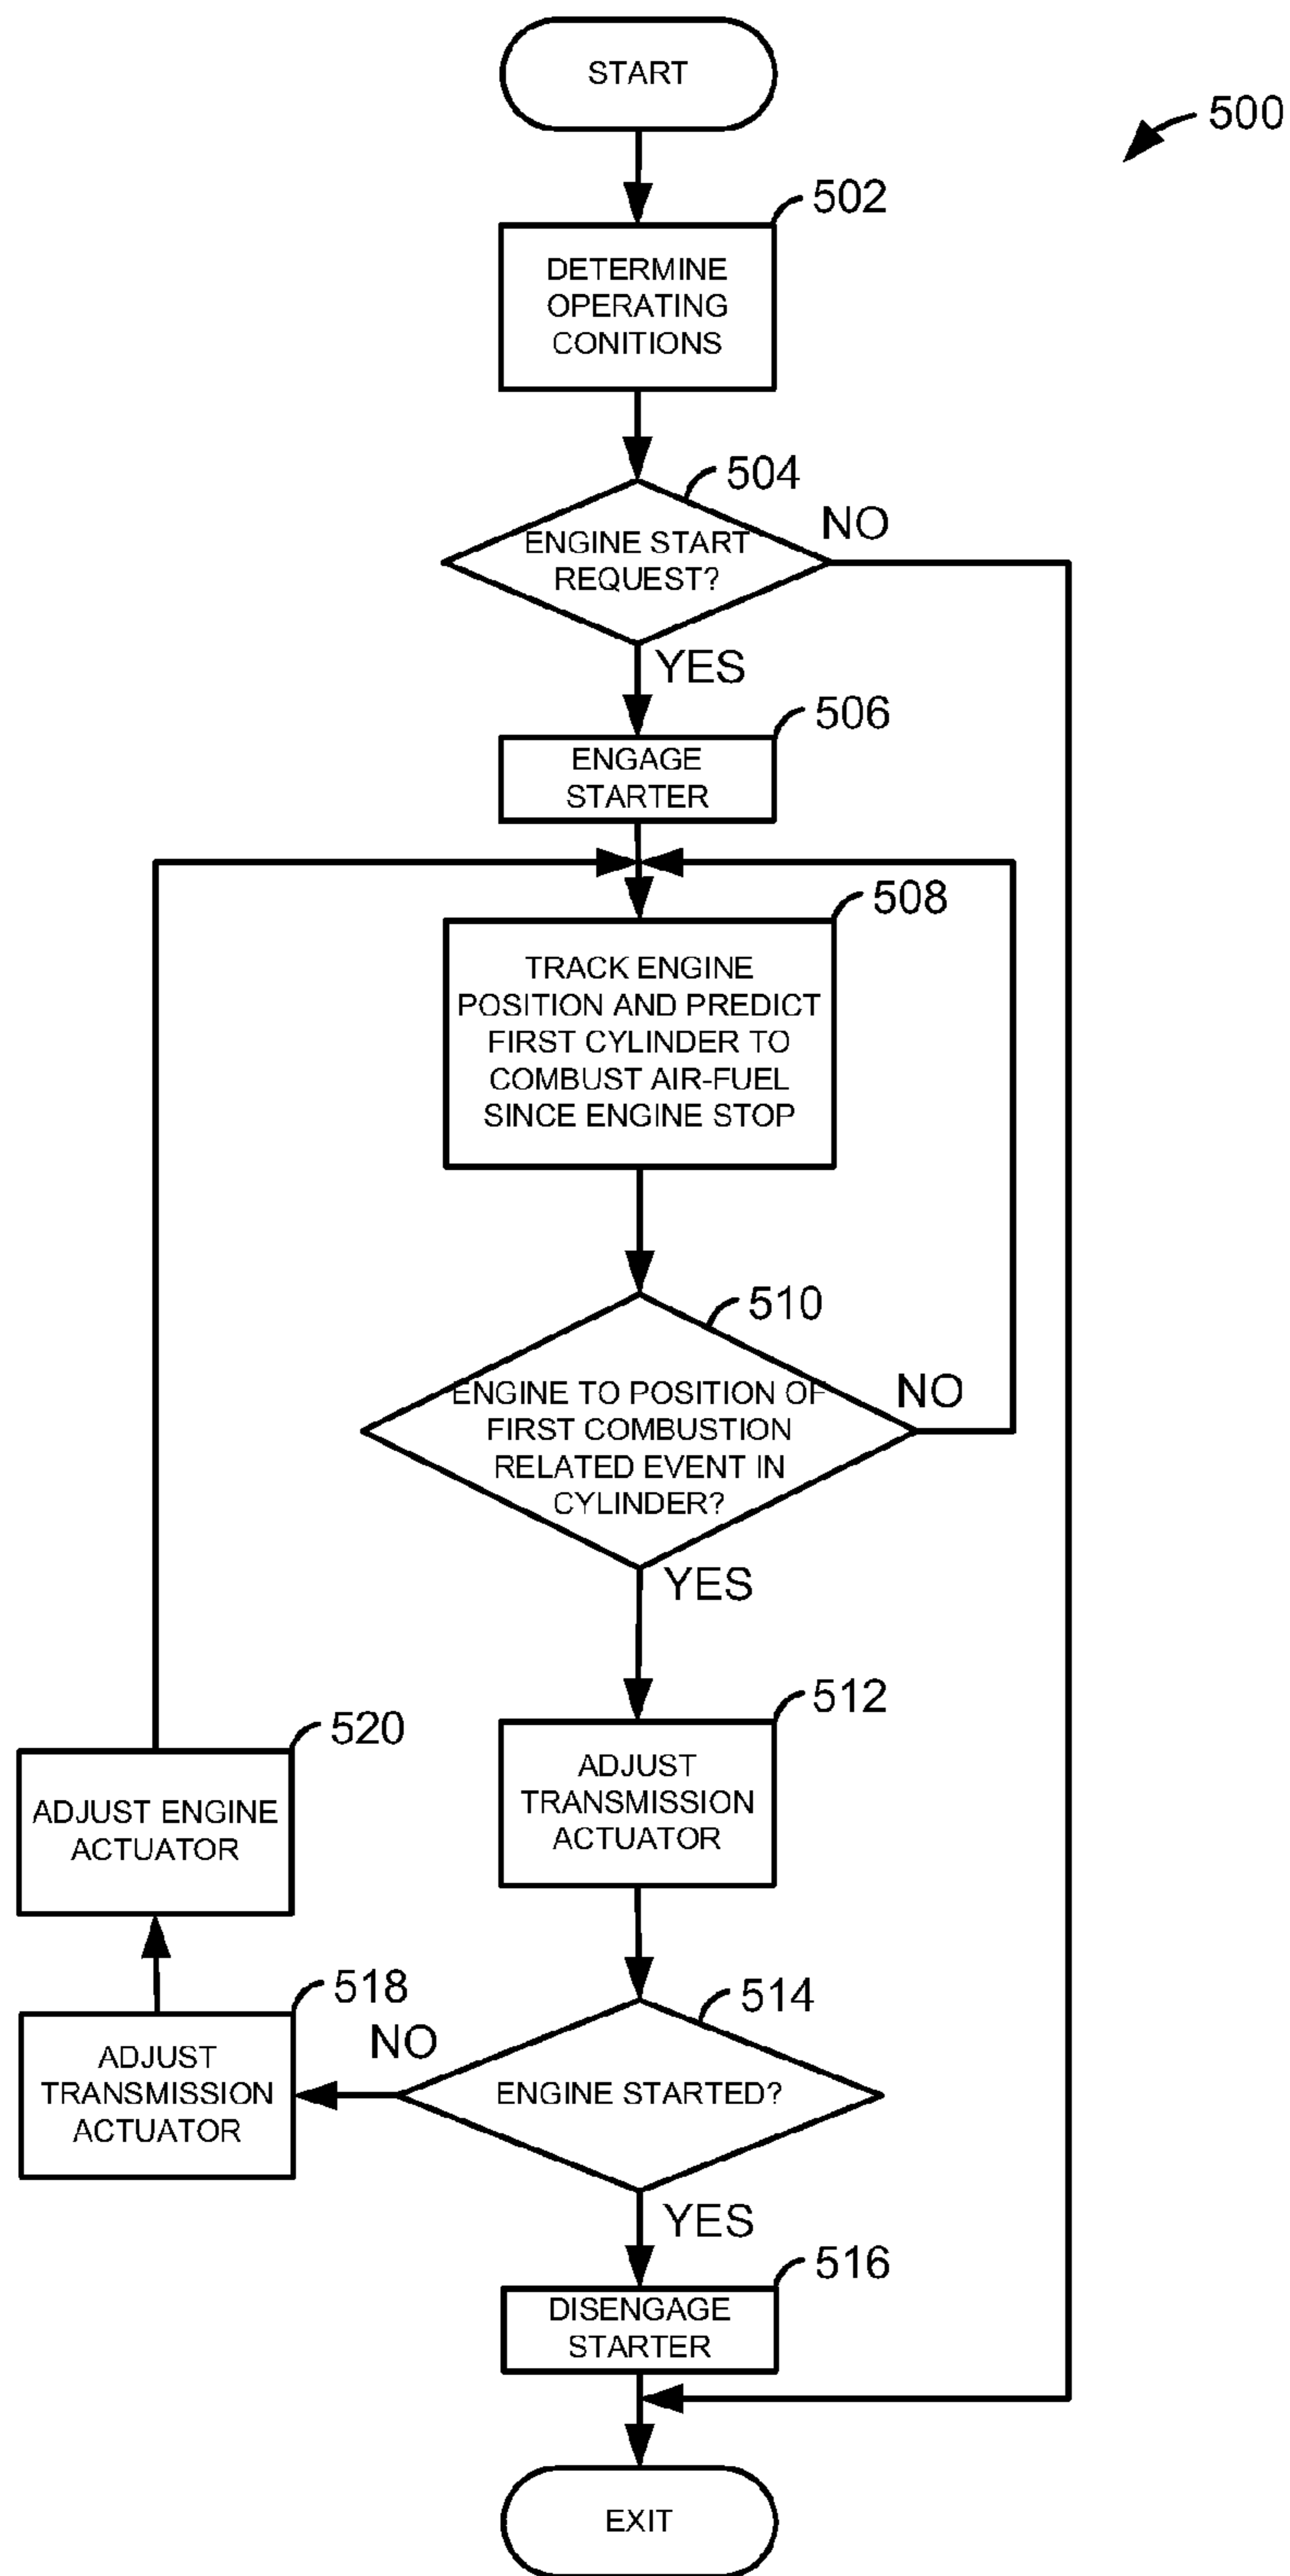 START
500
502
DETERMINE
OPERATING
CONITIONS
504
ENGINE START
REQUEST?
NO
YES
506
ENGAGE
STARTER
508
TRACK ENGINE
POSITION AND PREDICT
FIRST CYLINDER TO
COMBUST AIR-FUEL
SINCE ENGINE STOP
510
ENGINE TO POSITION OF
FIRST COMBUSTION
RELATED EVENT IN
CYLINDER?
NO
YES
512
ADJUST
TRANSMISSION
ACTUATOR
520
ADJUST ENGINE
ACTUATOR
514
ENGINE STARTED?
NO
518
ADJUST
TRANSMISSION
ACTUATOR
YES
516
DISENGAGE
STARTER
EXIT